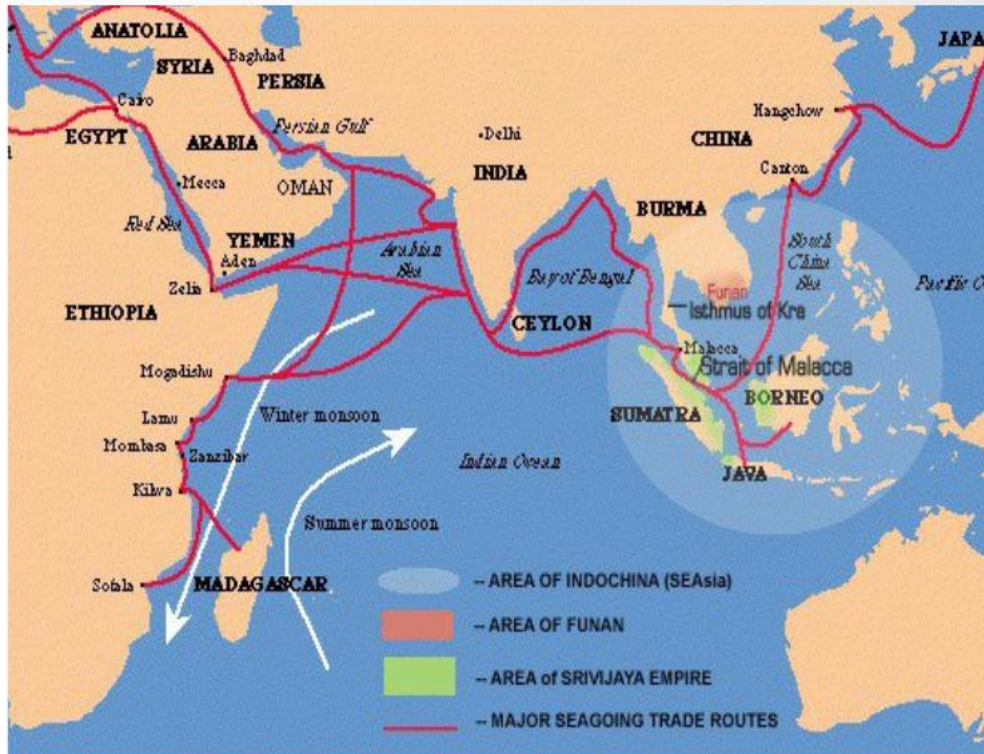 ANATOLIA
JAPA
SYRIA
Baghdad
PERSIA
Cairo
Hangchow
EGYPT
Persian Gulf
Delhi
CHINA
ARABIA
INDIA
Canton
Mecca
OMAN
BURMA
Red Sea
YEMEN
Arabian
Sea
South
China
Sea
Aden
Bay of Bengal
Pacific O
Zelia
Funan
Isthmus of Kra
ETHIOPIA
CEYLON
Malacca
Strait of Malacca
Mogadishu
BORNEO
Lamu
Winter monsoon
SUMATRA
Mombasa
Zanzibar
Indian Ocean
JAVA
Kilwa
Summer monsoon
Sofala
MADAGASCAR
-- AREA OF INDOCHINA (SEAsia)
-- AREA OF FUNAN
-- AREA of SRIVIJAYA EMPIRE
-- MAJOR SEAGOING TRADE ROUTES